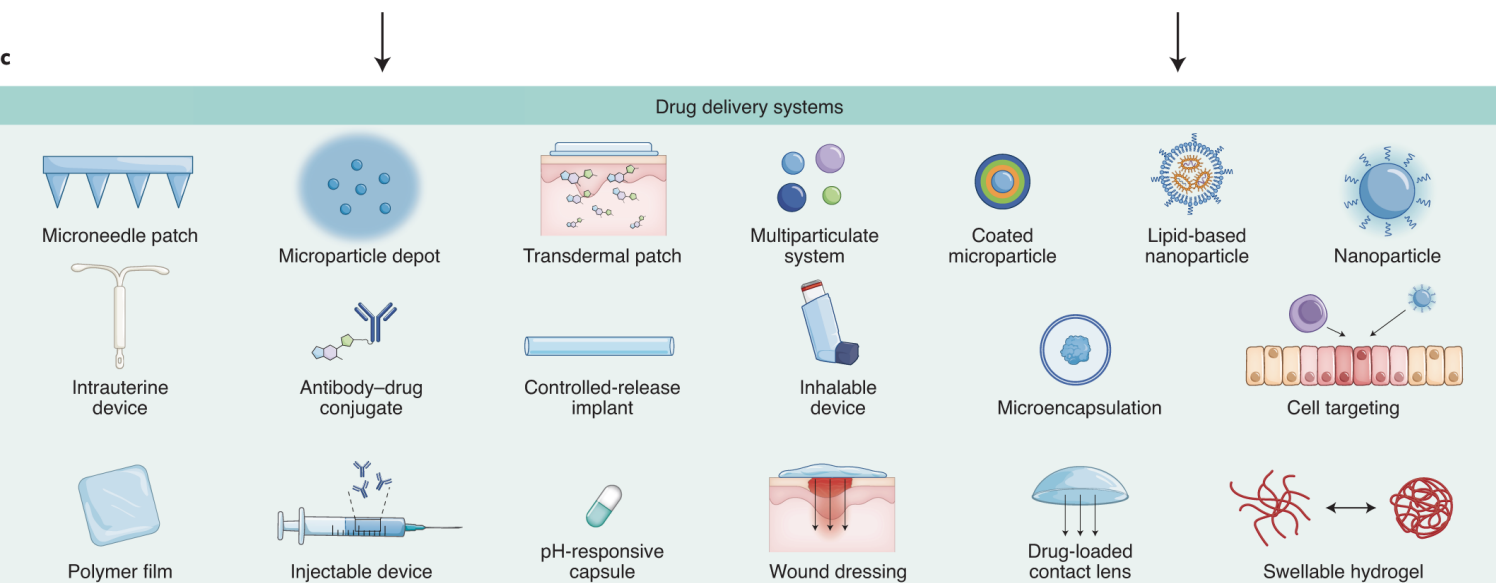 c
Drug delivery systems
Microneedle patch
Microparticle depot
Transdermal patch
Multiparticulate
system
Coated
microparticle
Lipid-based
nanoparticle
Nanoparticle
Intrauterine
device
Antibody–drug
conjugate
Controlled-release
implant
Inhalable
device
Microencapsulation
Cell targeting
Polymer film
Injectable device
pH-responsive
capsule
Wound dressing
Drug-loaded
contact lens
Swellable hydrogel